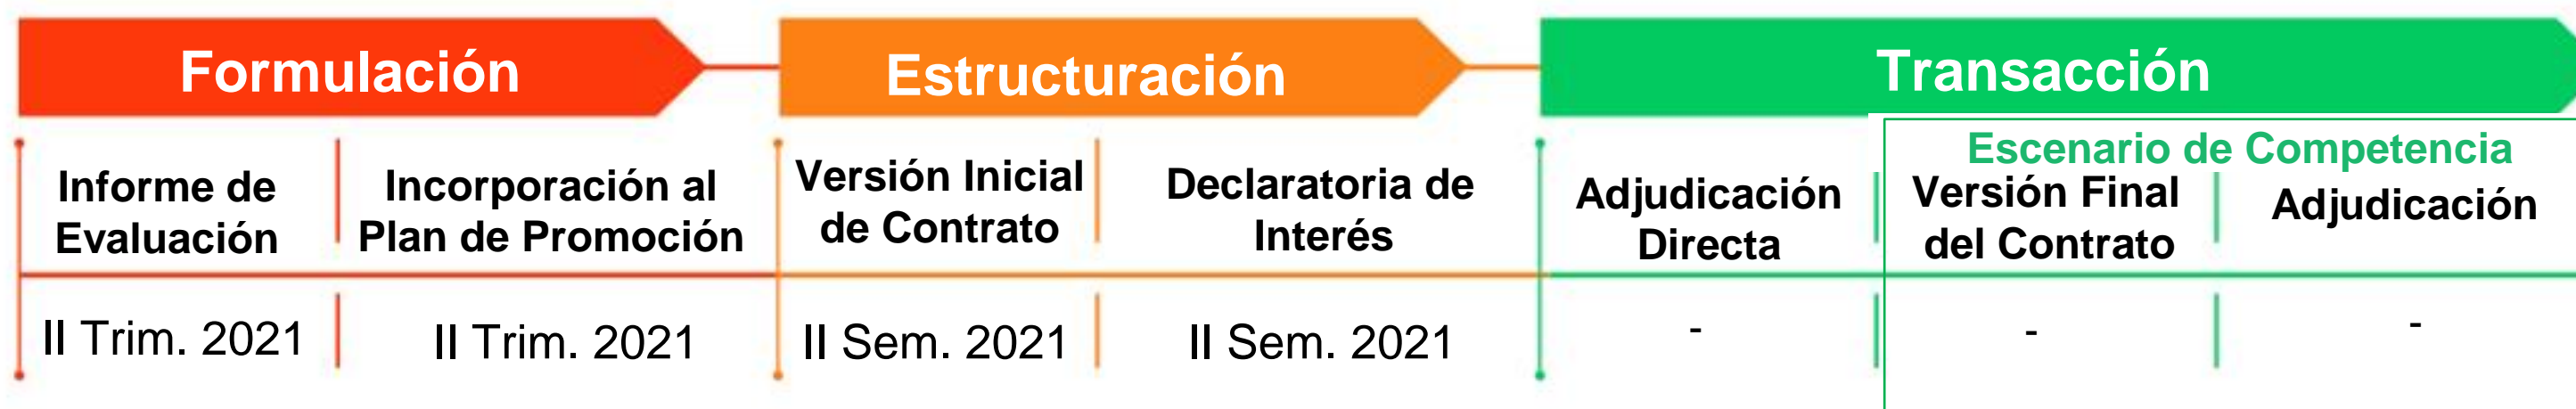 Formulación
Estructuración
Transacción
Informe de
Evaluación
Incorporación al
Plan de Promoción
Versión Inicial
de Contrato
Declaratoria de
Interés
Adjudicación
Directa
Escenario de Competencia
Versión Final
del Contrato
Adjudicación
II Trim. 2021
II Trim. 2021
II Sem. 2021
II Sem. 2021
-
-
-